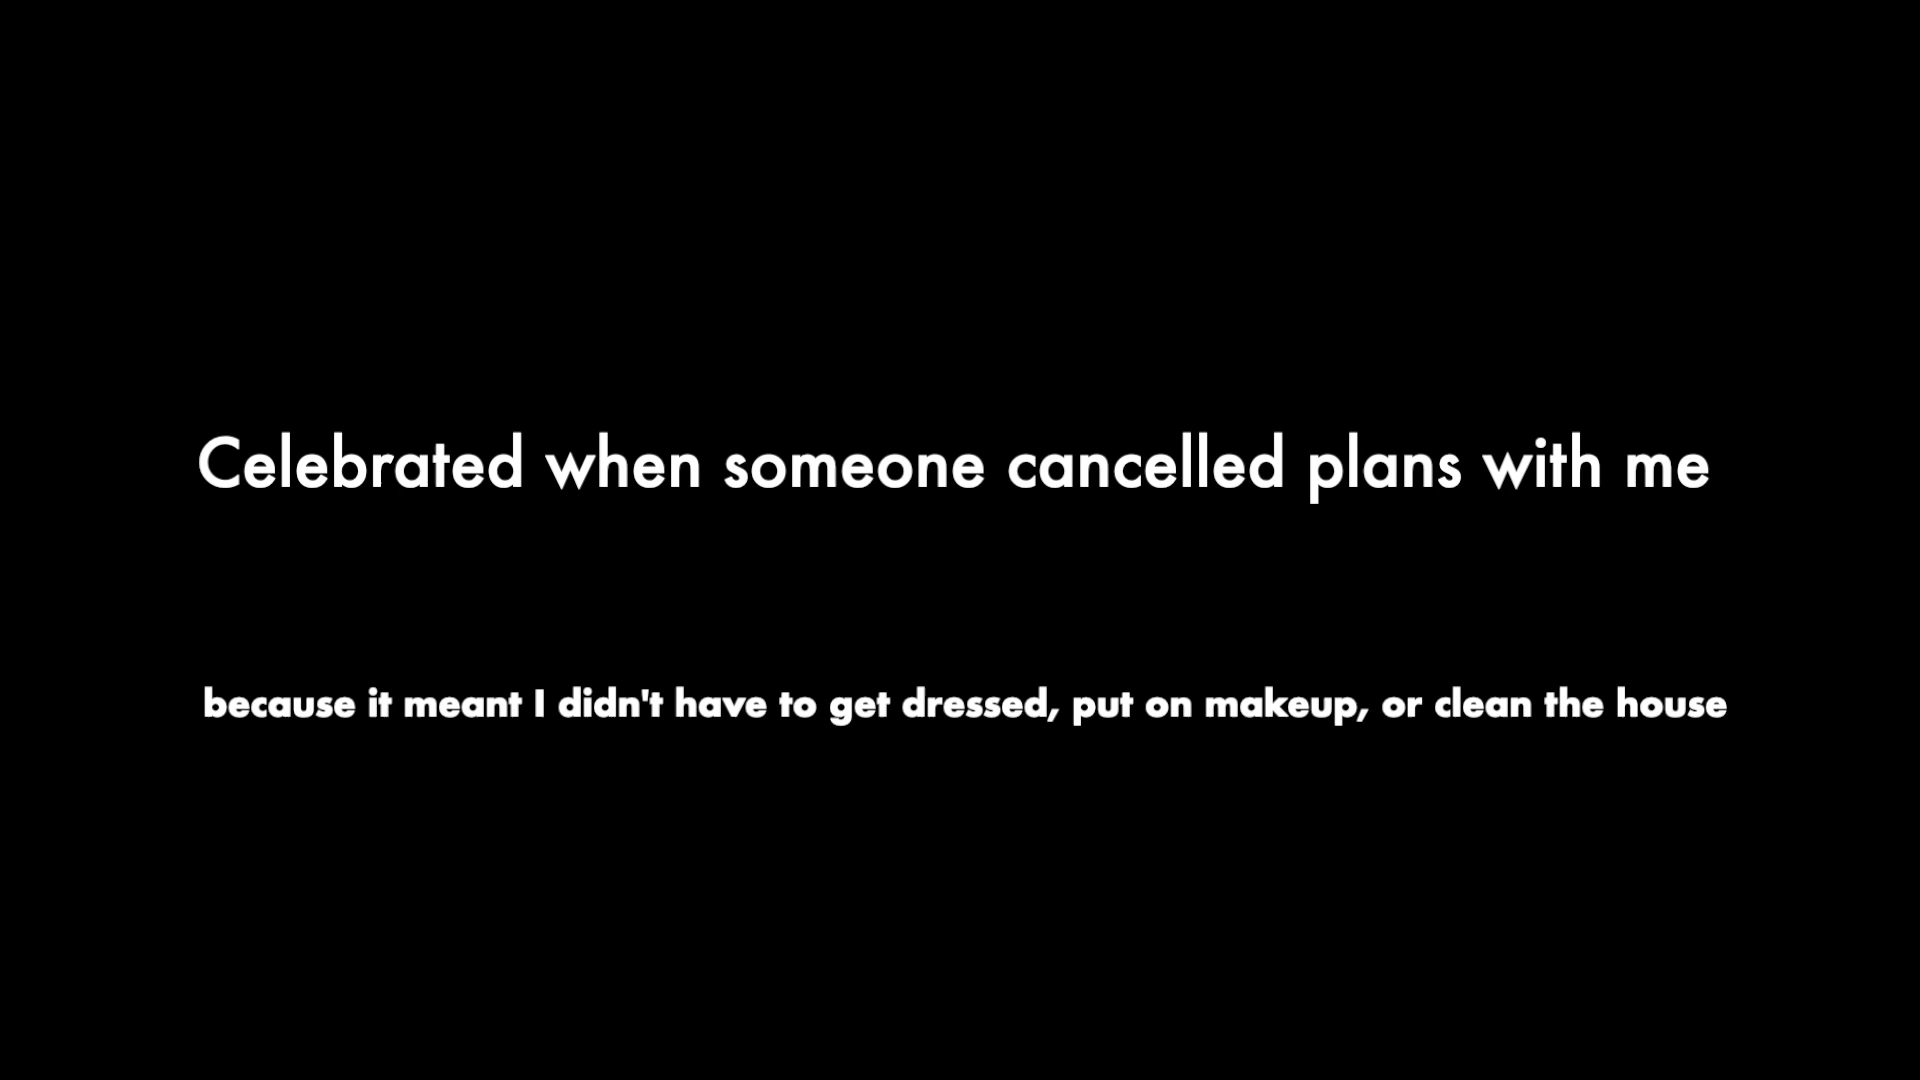 Celebrated when someone cancelled plans with me
because it meant I didn't have to get dressed, put on makeup, or clean the house